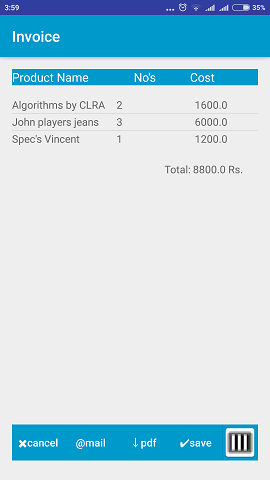 3:59 ... 35%
Invoice
Product Name No's Cost
Algorithms by CLRA 2 1600.0
John players jeans 3 6000.0
Spec's Vincent 1 1200.0
Total: 8800.0 Rs.
✖cancel @mail ↓pdf ✔save